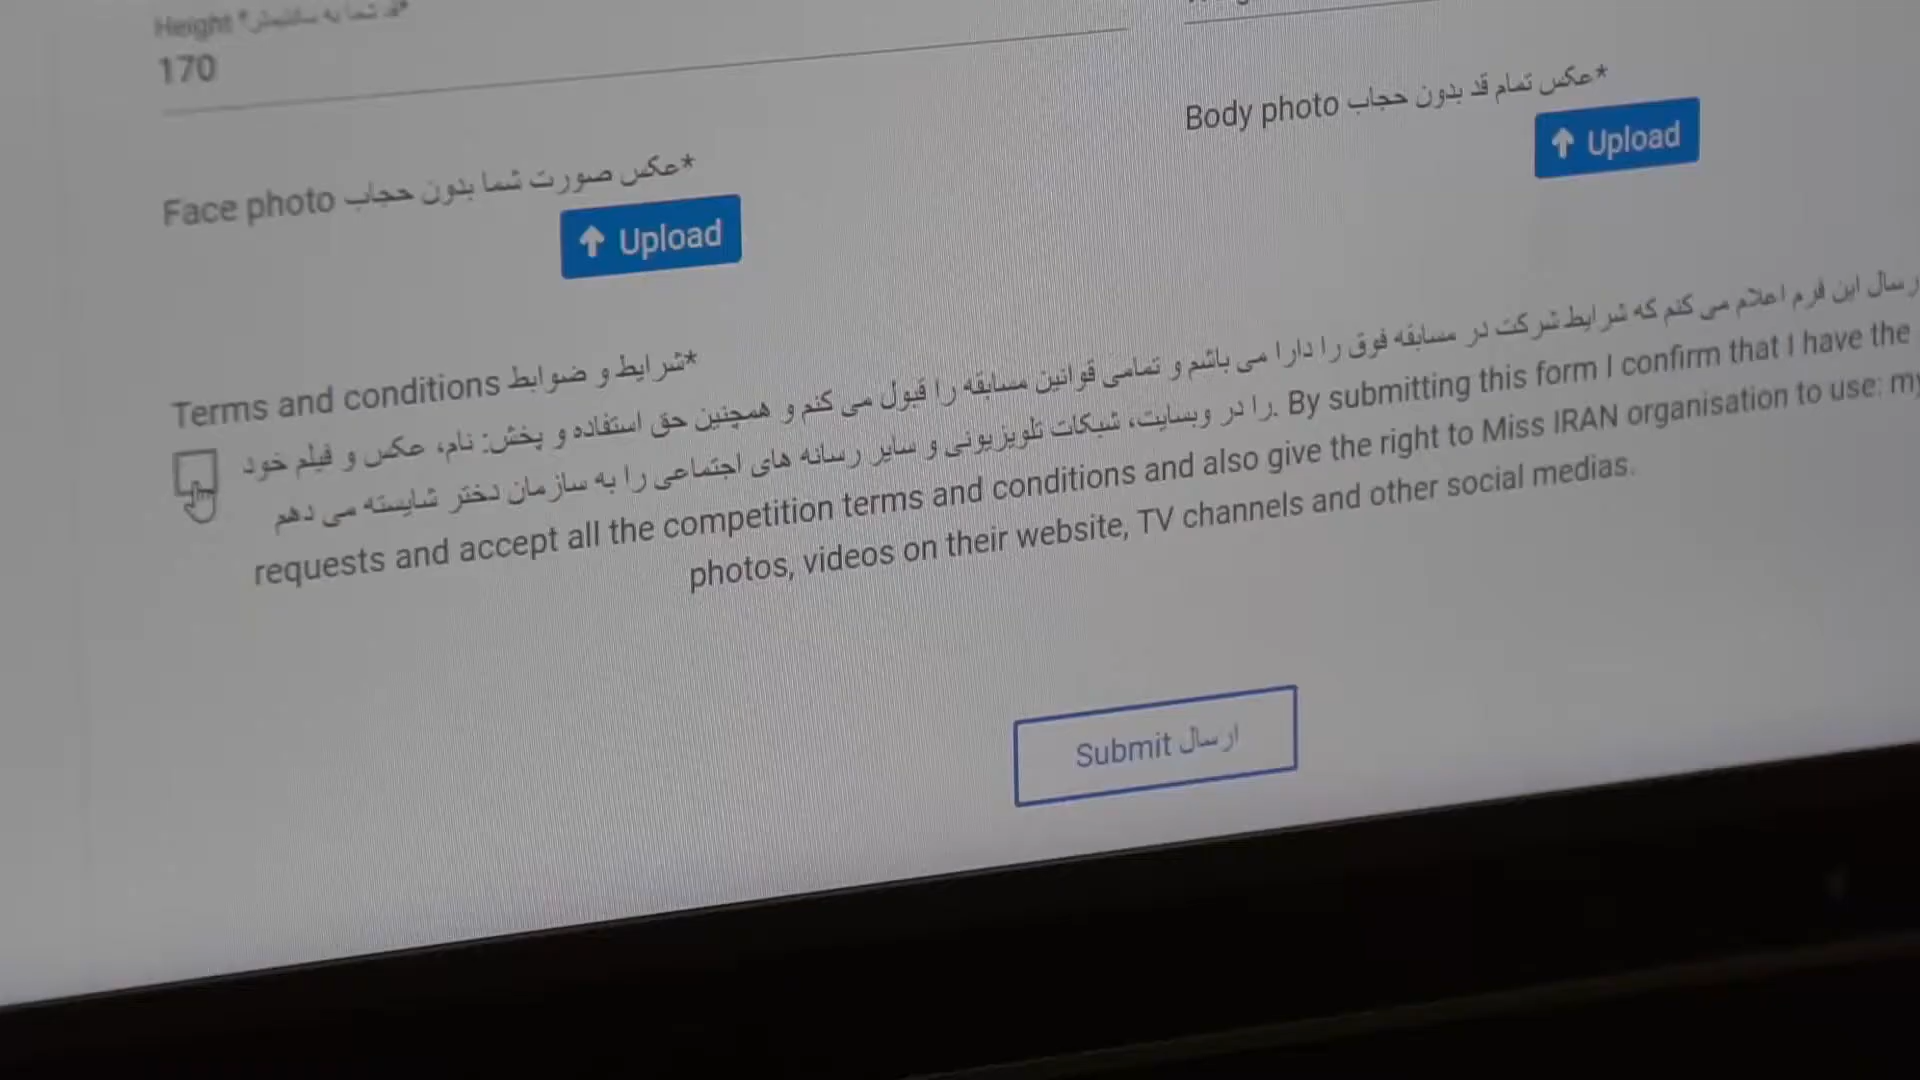 Height *قد شما به سانتیمتر*
170
Body photo عکس تمام قد بدون حجاب*
Upload
Face photo عکس صورت شما بدون حجاب*
Upload
Terms and conditions شرایط و ضوابط*
رسال این فرم اعلام می کنم که شرایط شرکت در مسابقه فوق را دارا می باشم و تمامی قوانین مسابقه را قبول می کنم و همچنین حق استفاده و پخش: نام، عکس و فیلم خود
را در وبسایت، شبکات تلویزیونی و سایر رسانه های اجتماعی را به سازمان دختر شایسته می دهم. By submitting this form I confirm that I have the
requests and accept all the competition terms and conditions and also give the right to Miss IRAN organisation to use: my
photos, videos on their website, TV channels and other social medias.
Submit ارسال